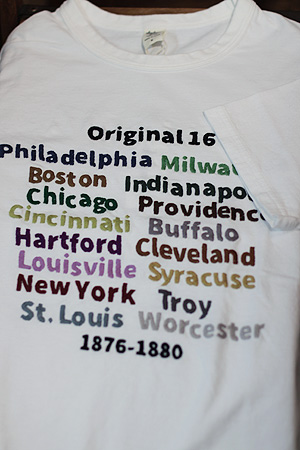 Original 16
Philadelphia Milwa
Boston Indianapo
Chicago Providenc
Cincinnati Buffalo
Hartford Cleveland
Louisville Syracuse
New York Troy
St. Louis Worcester
1876-1880